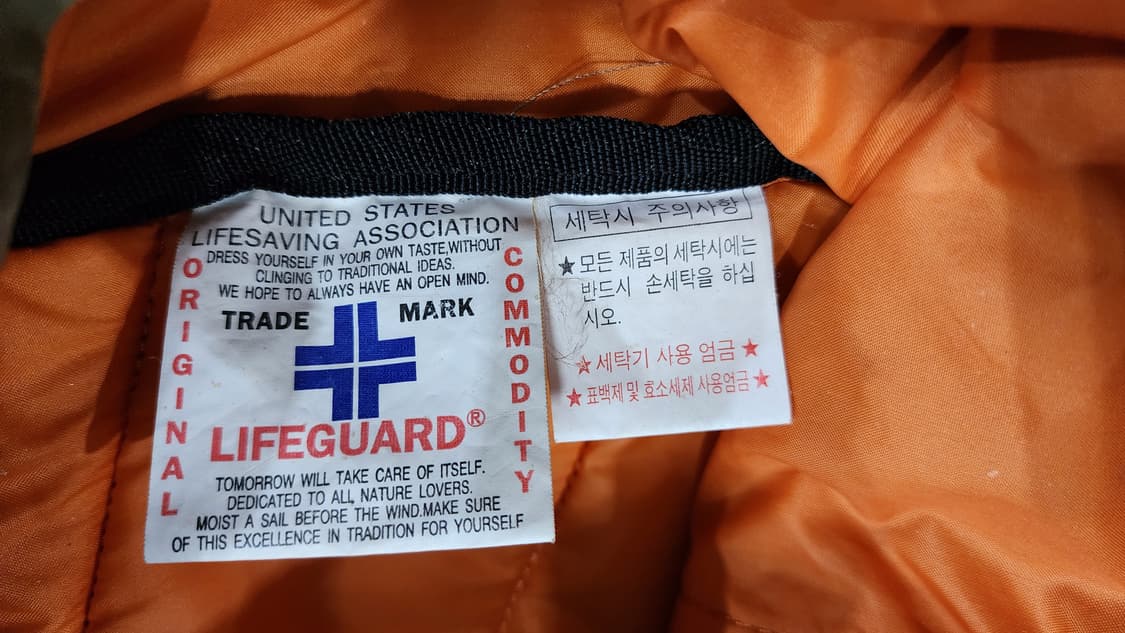 UNITED STATES
LIFESAVING ASSOCIATION
DRESS YOURSELF IN YOUR OWN TASTE,WITHOUT
CLINGING TO TRADITIONAL IDEAS.
WE HOPE TO ALWAYS HAVE AN OPEN MIND.
ORIGINAL
TRADE MARK
COMMODITY
LIFEGUARD®
TOMORROW WILL TAKE CARE OF ITSELF.
DEDICATED TO ALL NATURE LOVERS.
MOIST A SAIL BEFORE THE WIND.MAKE SURE
OF THIS EXCELLENCE IN TRADITION FOR YOURSELF
세탁시 주의사항
★모든 제품의 세탁시에는
반드시 손세탁을 하십
시오.
★세탁기 사용 엄금★
★표백제 및 효소세제 사용엄금★